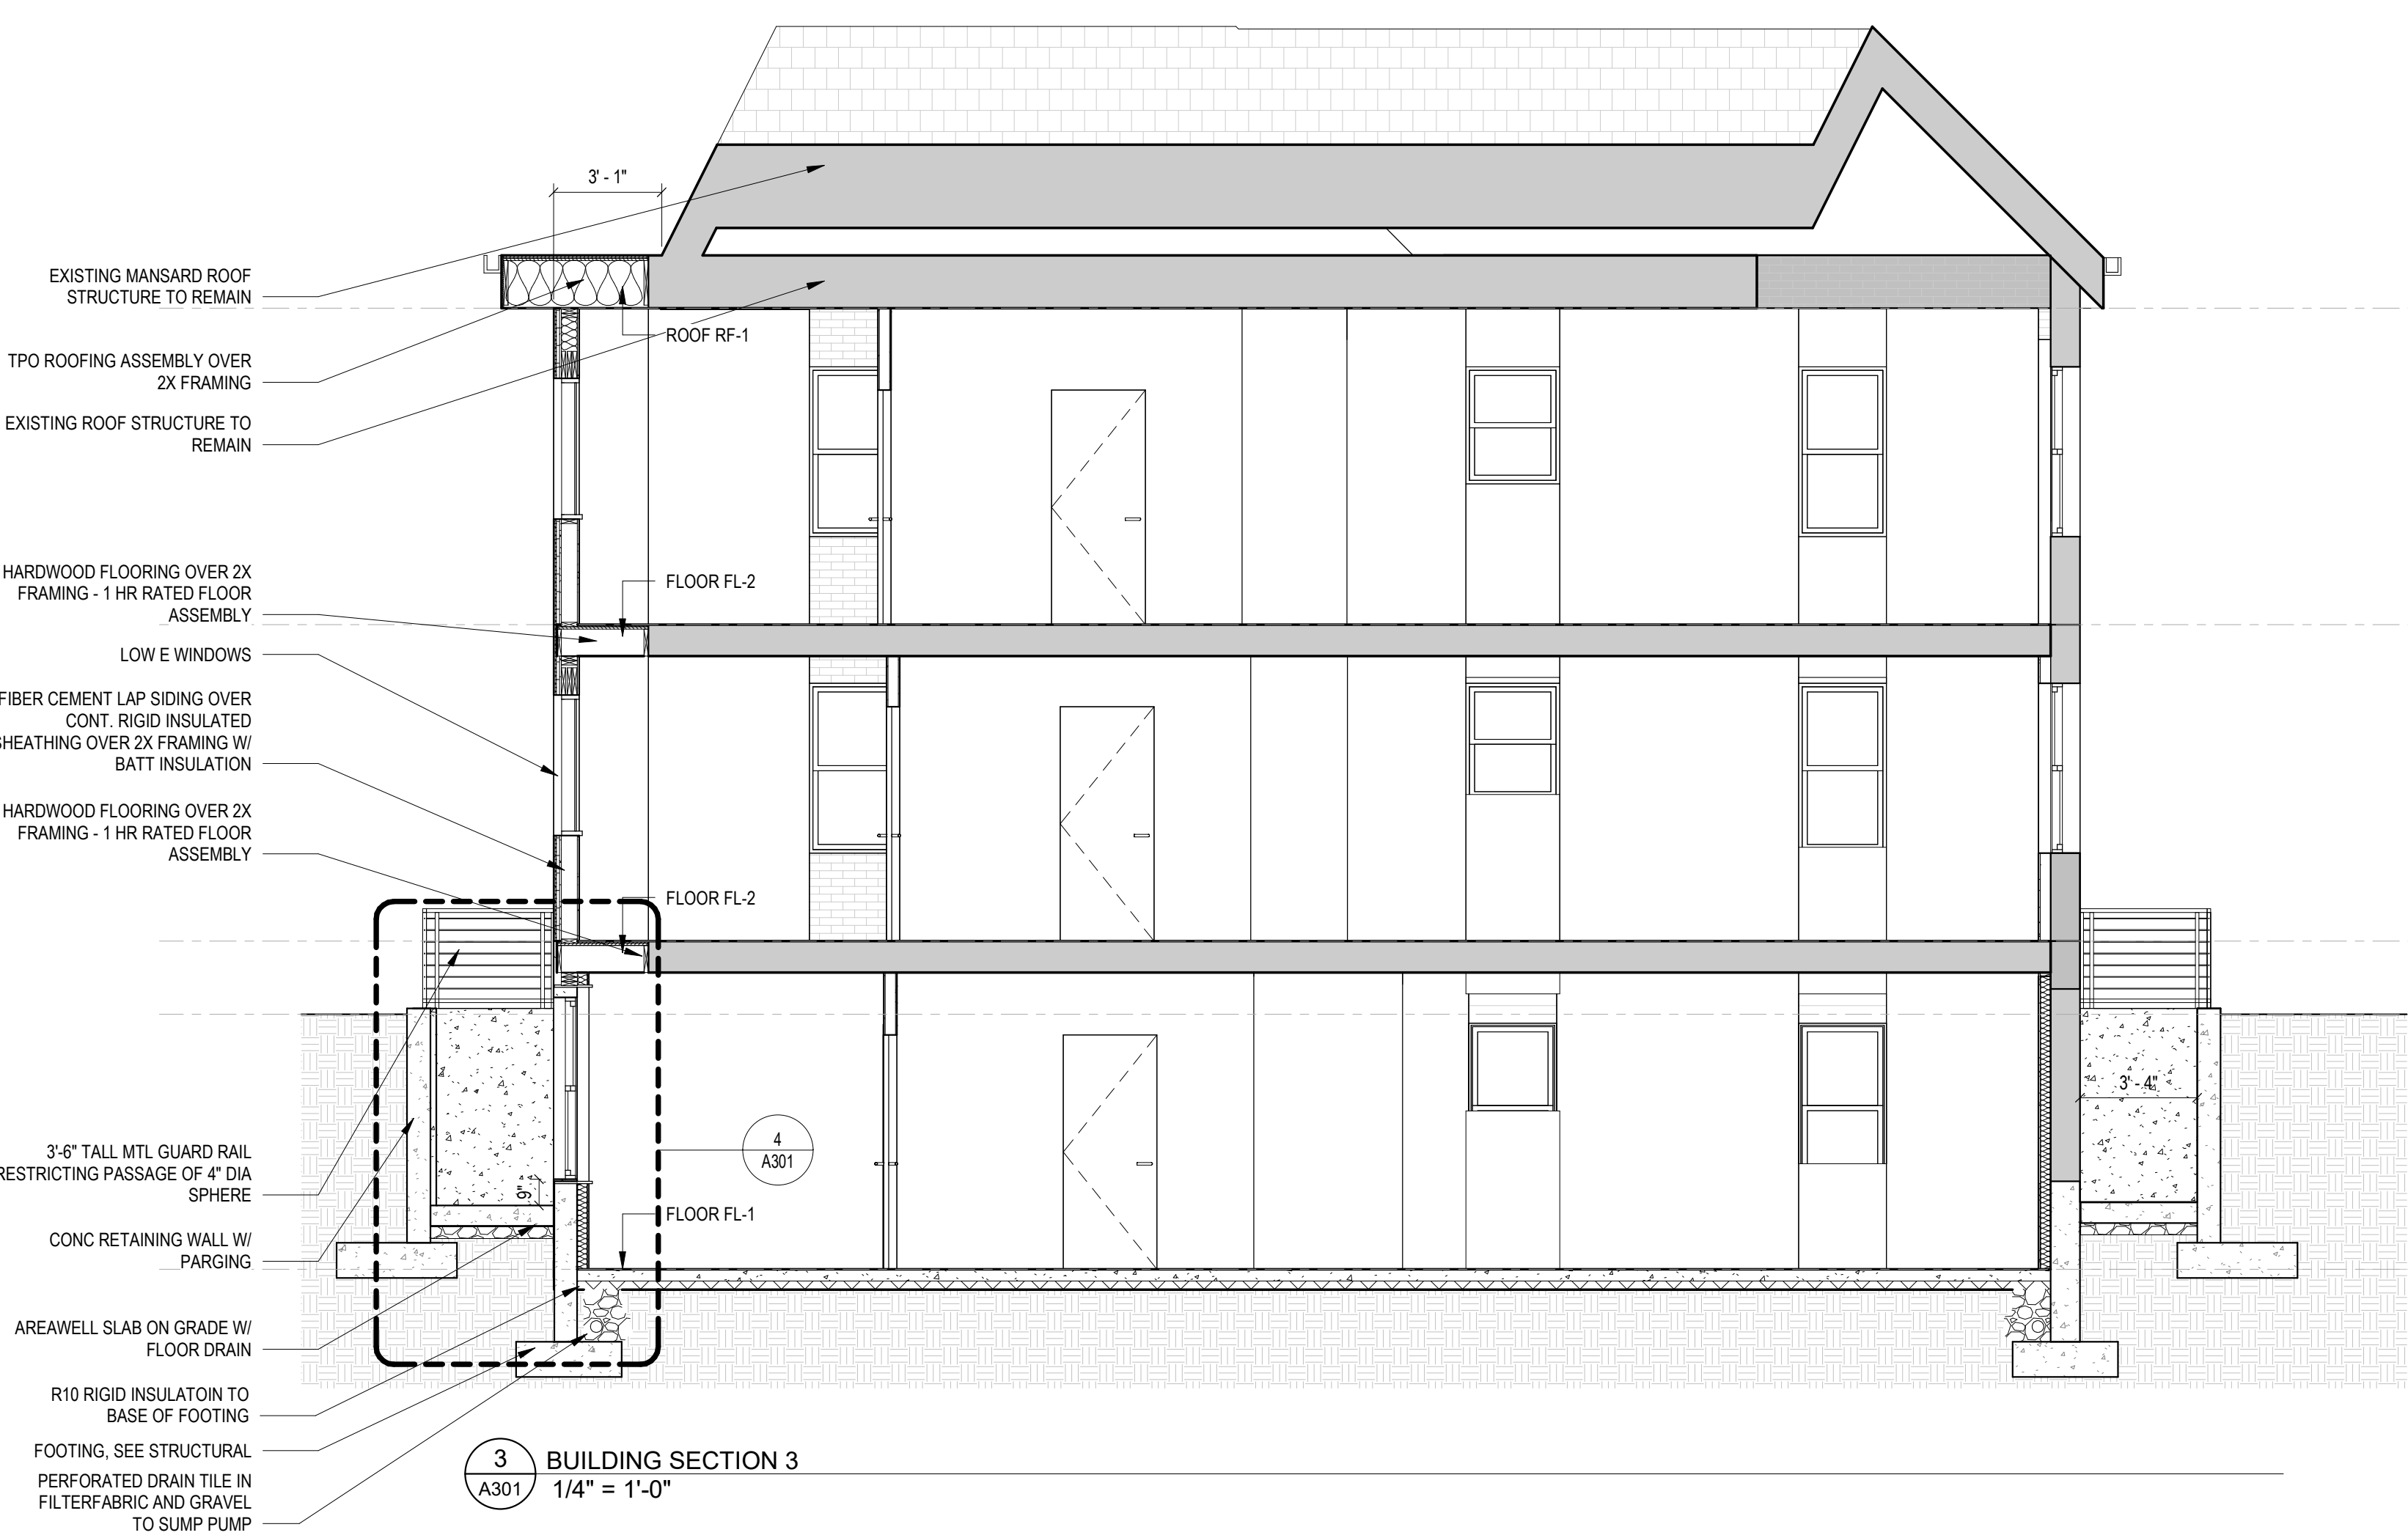 3' - 1"
EXISTING MANSARD ROOF
STRUCTURE TO REMAIN
ROOF RF-1
TPO ROOFING ASSEMBLY OVER
2X FRAMING
EXISTING ROOF STRUCTURE TO
REMAIN
HARDWOOD FLOORING OVER 2X
FRAMING - 1 HR RATED FLOOR
ASSEMBLY
FLOOR FL-2
LOW E WINDOWS
FIBER CEMENT LAP SIDING OVER
CONT. RIGID INSULATED
SHEATHING OVER 2X FRAMING W/
BATT INSULATION
HARDWOOD FLOORING OVER 2X
FRAMING - 1 HR RATED FLOOR
ASSEMBLY
FLOOR FL-2
3' - 4"
4
A301
3'-6" TALL MTL GUARD RAIL
RESTRICTING PASSAGE OF 4" DIA
SPHERE
9"
FLOOR FL-1
CONC RETAINING WALL W/
PARGING
AREAWELL SLAB ON GRADE W/
FLOOR DRAIN
R10 RIGID INSULATOIN TO
BASE OF FOOTING
FOOTING, SEE STRUCTURAL
PERFORATED DRAIN TILE IN
FILTERFABRIC AND GRAVEL
TO SUMP PUMP
3
A301
BUILDING SECTION 3
1/4" = 1'-0"